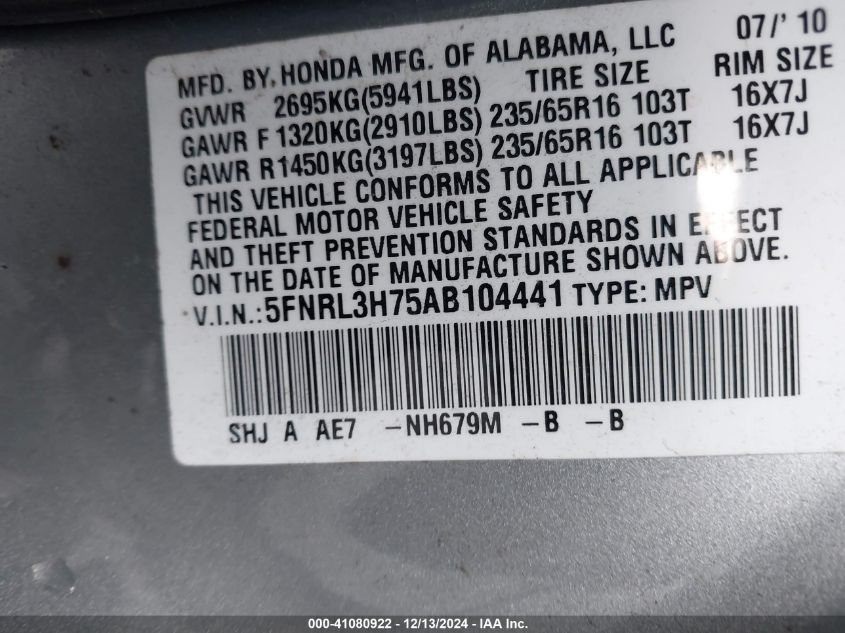 MFD. BY. HONDA MFG. OF ALABAMA, LLC 07/' 10
GVWR 2695KG(5941LBS) TIRE SIZE RIM SIZE
GAWR F 1320KG(2910LBS) 235/65R16 103T 16X7J
GAWR R1450KG(3197LBS) 235/65R16 103T 16X7J
THIS VEHICLE CONFORMS TO ALL APPLICABLE
FEDERAL MOTOR VEHICLE SAFETY
AND THEFT PREVENTION STANDARDS IN EFFECT
ON THE DATE OF MANUFACTURE SHOWN ABOVE.
V.I.N.: 5FNRL3H75AB104441 TYPE: MPV
SHJ A AE7 -NH679M -B -B
000-41080922 - 12/13/2024 - IAA Inc.